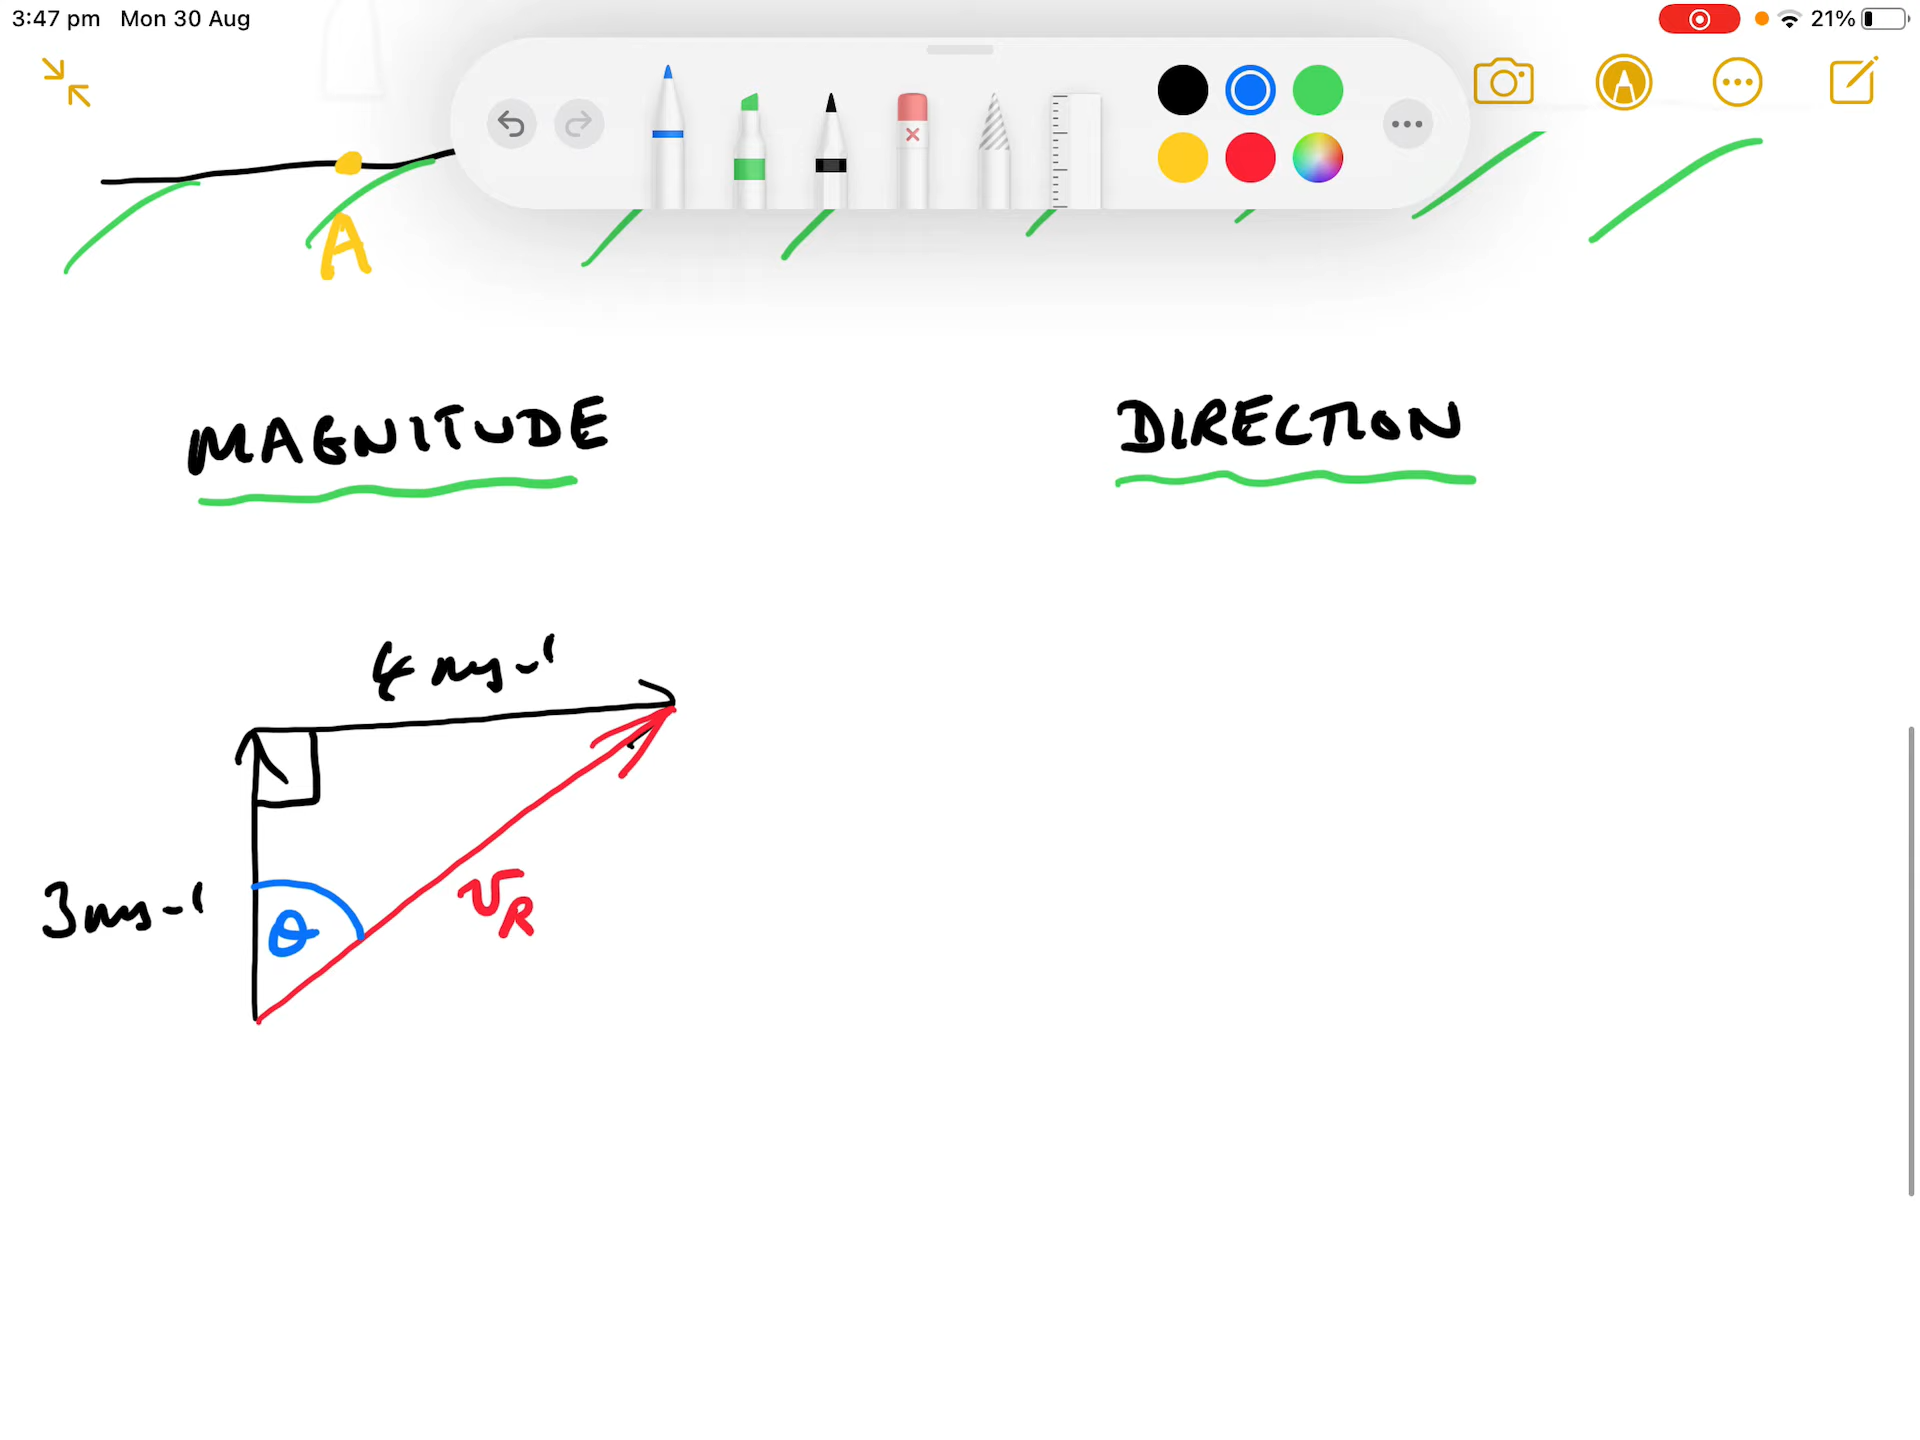 3:47 pm Mon 30 Aug
21%
A
MAGNITUDE
DIRECTION
4 ms-1
3ms-1
θ
VR